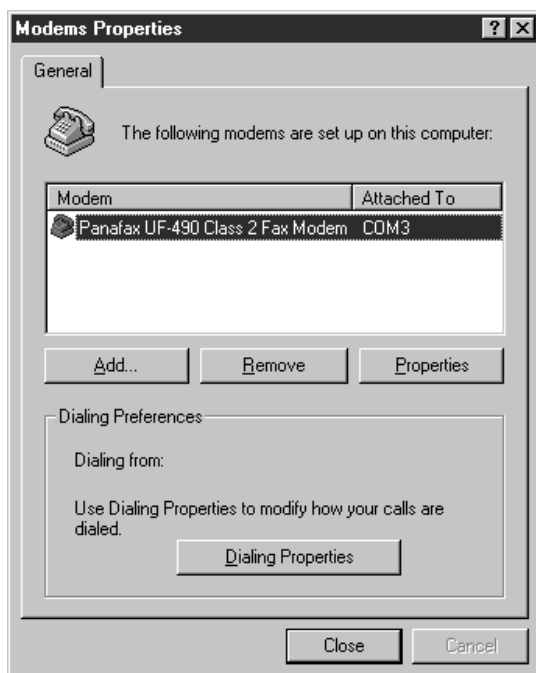 Modems Properties
General
The following modems are set up on this computer:
Modem Attached To
Panafax UF-490 Class 2 Fax Modem COM3
Add... Remove Properties
Dialing Preferences
Dialing from:
Use Dialing Properties to modify how your calls are
dialed.
Dialing Properties
Close Cancel